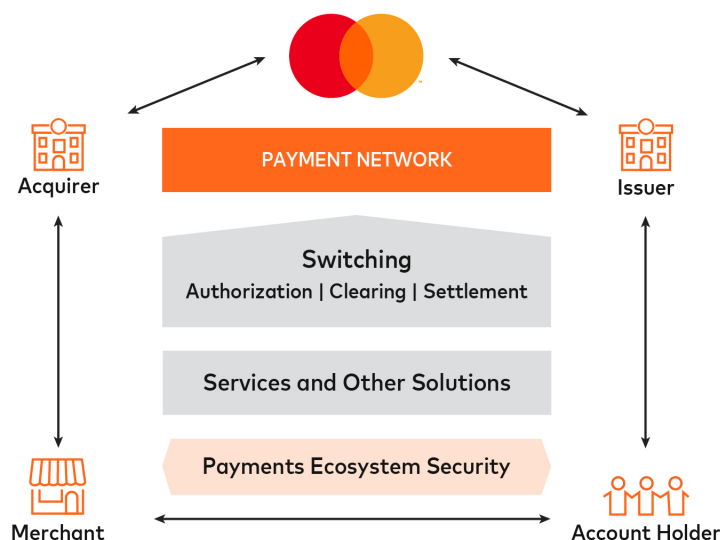 PAYMENT NETWORK
Acquirer
Issuer
Switching
Authorization | Clearing | Settlement
Services and Other Solutions
Payments Ecosystem Security
Merchant
Account Holder